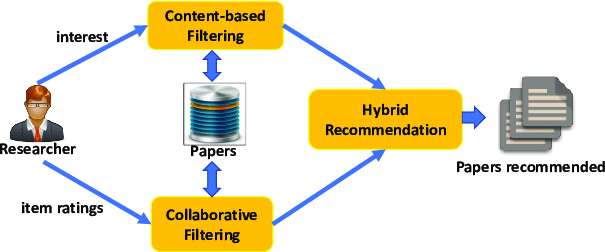 Content-based
Filtering
interest
Researcher
Papers
Hybrid
Recommendation
Papers recommended
item ratings
Collaborative
Filtering